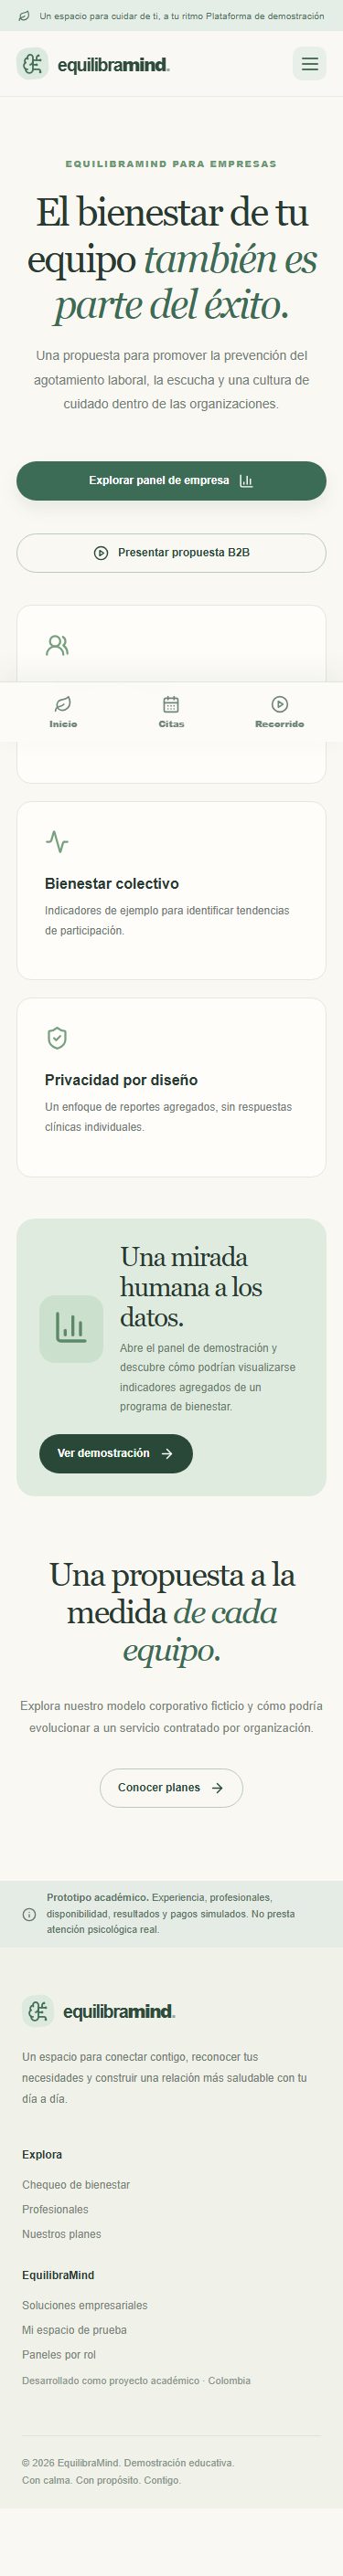 Un espacio para cuidar de ti, a tu ritmo Plataforma de demostración
equilibramind.
EQUILIBRAMIND PARA EMPRESAS
El bienestar de tu
equipo también es
parte del éxito.
Una propuesta para promover la prevención del
agotamiento laboral, la escucha y una cultura de
cuidado dentro de las organizaciones.
Explorar panel de empresa
Presentar propuesta B2B
Inicio
Citas
Recorrido
Bienestar colectivo
Indicadores de ejemplo para identificar tendencias
de participación.
Privacidad por diseño
Un enfoque de reportes agregados, sin respuestas
clínicas individuales.
Una mirada
humana a los
datos.
Abre el panel de demostración y
descubre cómo podrían visualizarse
indicadores agregados de un
programa de bienestar.
Ver demostración
Una propuesta a la
medida de cada
equipo.
Explora nuestro modelo corporativo ficticio y cómo podría
evolucionar a un servicio contratado por organización.
Conocer planes
Prototipo académico. Experiencia, profesionales,
disponibilidad, resultados y pagos simulados. No presta
atención psicológica real.
equilibramind.
Un espacio para conectar contigo, reconocer tus
necesidades y construir una relación más saludable con tu
día a día.
Explora
Chequeo de bienestar
Profesionales
Nuestros planes
EquilibraMind
Soluciones empresariales
Mi espacio de prueba
Paneles por rol
Desarrollado como proyecto académico · Colombia
© 2026 EquilibraMind. Demostración educativa.
Con calma. Con propósito. Contigo.